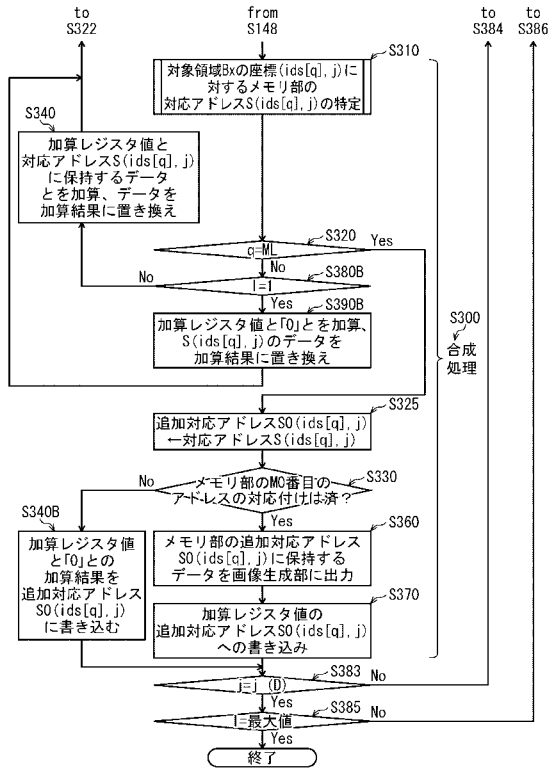 to
S322
from
S148
to
S384
to
S386
S310
対象領域Bxの座標(ids[q],j)に
対するメモリ部の
対応アドレスS(ids[q],j)の特定
S340
加算レジスタ値と
対応アドレスS(ids[q],j)
に保持するデータ
とを加算、データを
加算結果に置き換え
S320
q=ML
Yes
No
S380B
I=1
No
Yes
S390B
加算レジスタ値と「0」とを加算、
S(ids[q],j)のデータを
加算結果に置き換え
S300
合成
処理
S325
追加対応アドレスS0(ids[q],j)
←対応アドレスS(ids[q],j)
S330
メモリ部のM0番目の
アドレスの対応付けは済？
No
Yes
S340B
加算レジスタ値
と「0」との
加算結果を
追加対応アドレス
S0(ids[q],j)
に書き込む
S360
メモリ部の追加対応アドレス
S0(ids[q],j)に保持する
データを画像生成部に出力
S370
加算レジスタ値の
追加対応アドレスS0(ids[q],j)
への書き込み
S383
j=j (D)
No
Yes
S385
I=最大値
No
Yes
終了